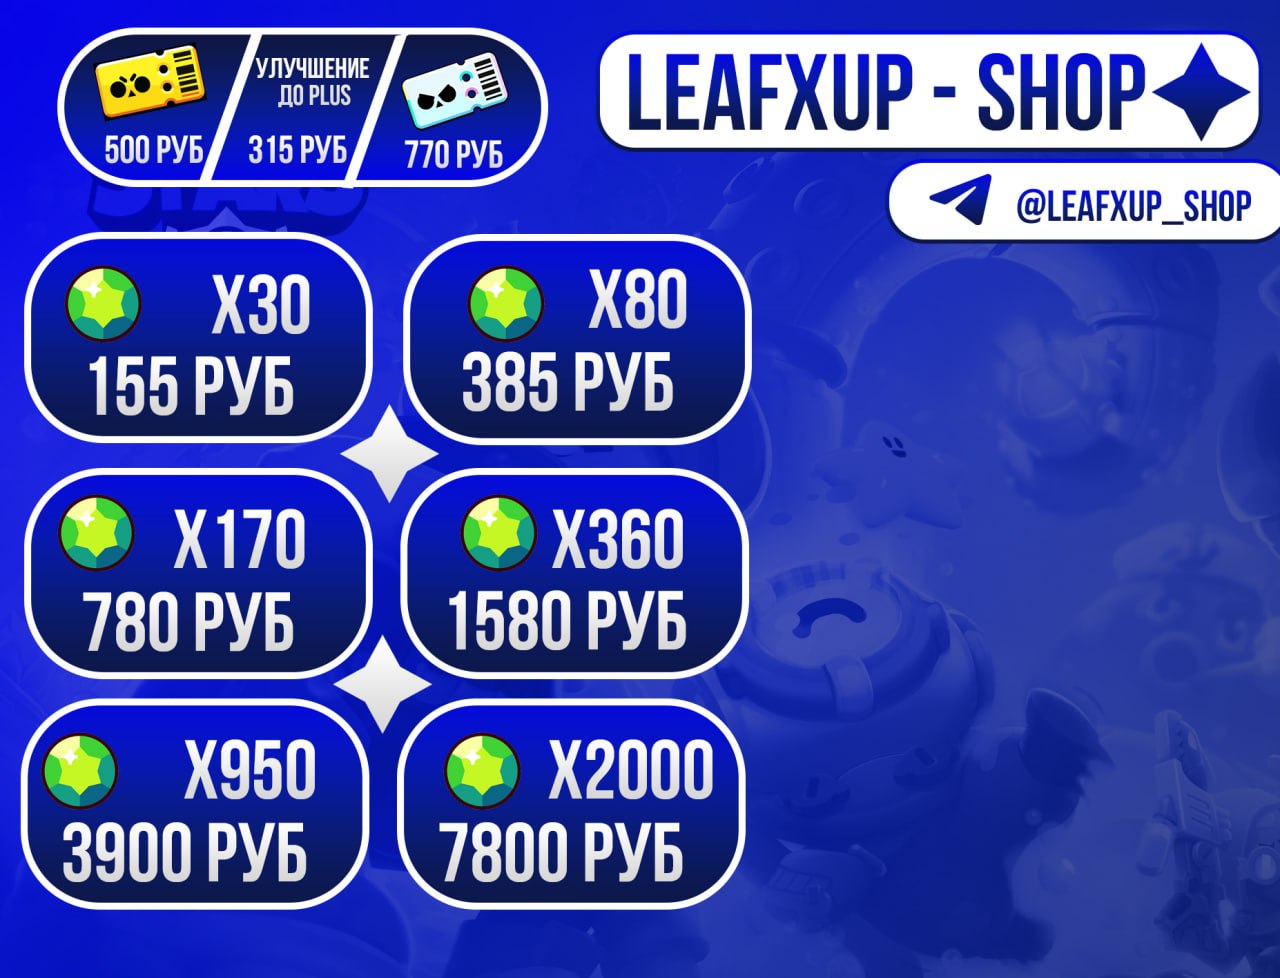 500 РУБ
УЛУЧШЕНИЕ
ДО PLUS
315 РУБ
770 РУБ
LEAFXUP - SHOP
@LEAFXUP_SHOP
STARS
X30
155 РУБ
X80
385 РУБ
X170
780 РУБ
X360
1580 РУБ
X950
3900 РУБ
X2000
7800 РУБ